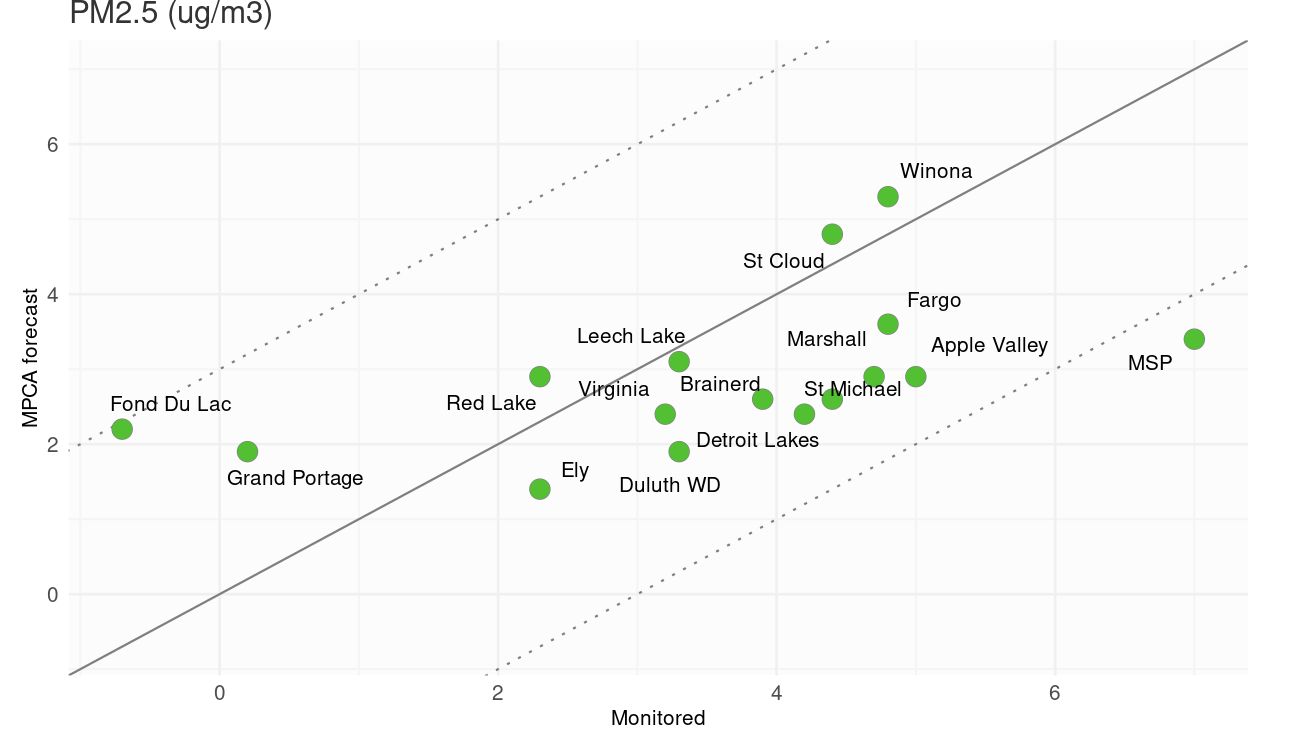 PM2.5 (ug/m3)
6
4
2
0
MPCA forecast
Winona
St Cloud
Fargo
Leech Lake
Marshall
Apple Valley
MSP
Virginia
Brainerd
St Michael
Red Lake
Fond Du Lac
Detroit Lakes
Grand Portage
Ely
Duluth WD
0
2
4
6
Monitored